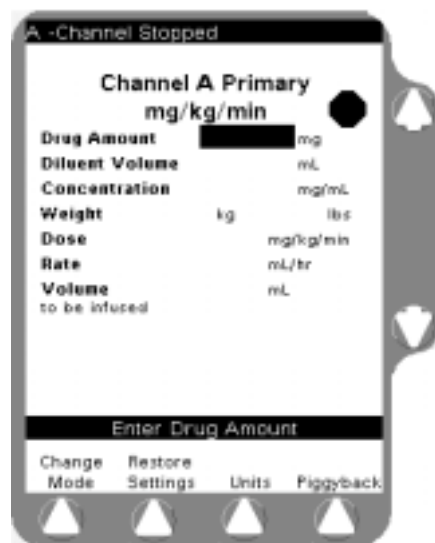 A -Channel Stopped
Channel A Primary
mg/kg/min
Drug Amount mg
Diluent Volume mL
Concentration mg/mL
Weight kg lbs
Dose mg/kg/min
Rate mL/hr
Volume mL
to be infused
Enter Drug Amount
Change Restore
Mode Settings Units Piggyback